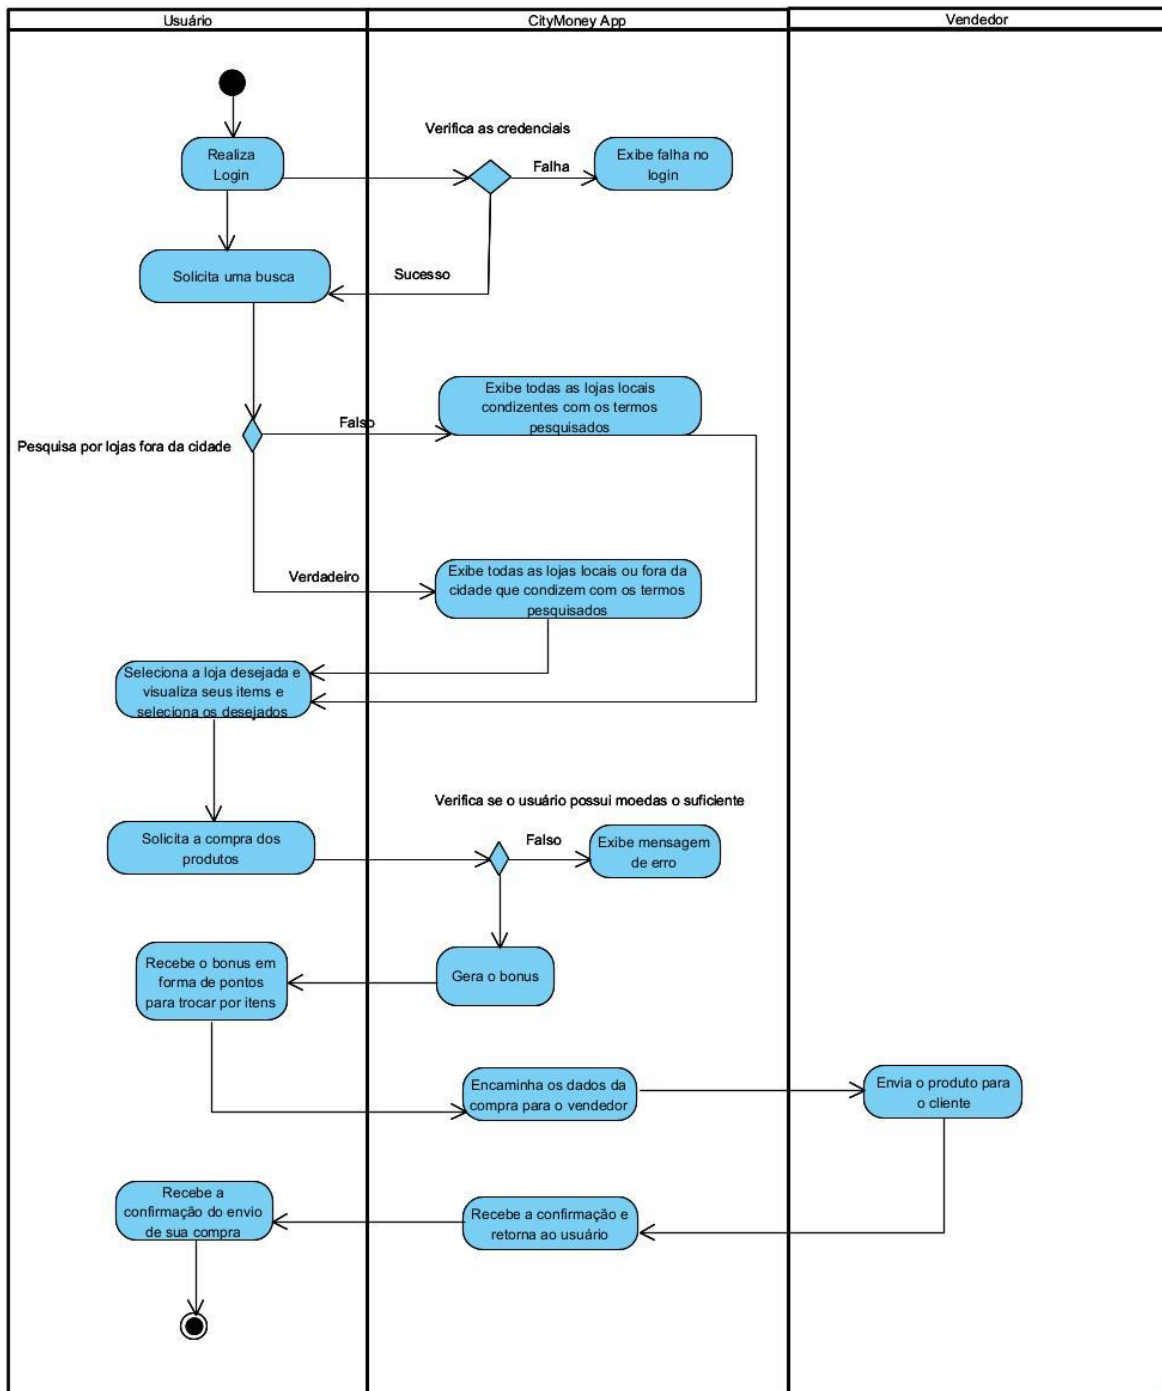 Usuário
CityMoney App
Vendedor
Verifica as credenciais
Realiza
Login
Falha
Exibe falha no
login
Solicita uma busca
Sucesso
Exibe todas as lojas locais
condizentes com os termos
pesquisados
Falso
Pesquisa por lojas fora da cidade
Verdadeiro
Exibe todas as lojas locais ou fora da
cidade que condizem com os termos
pesquisados
Seleciona a loja desejada e
visualiza seus items e
seleciona os desejados
Verifica se o usuário possui moedas o suficiente
Solicita a compra dos
produtos
Falso
Exibe mensagem
de erro
Recebe o bonus em
forma de pontos
para trocar por itens
Gera o bonus
Encaminha os dados da
compra para o vendedor
Envia o produto para
o cliente
Recebe a
confirmação do envio
de sua compra
Recebe a confirmação e
retorna ao usuário